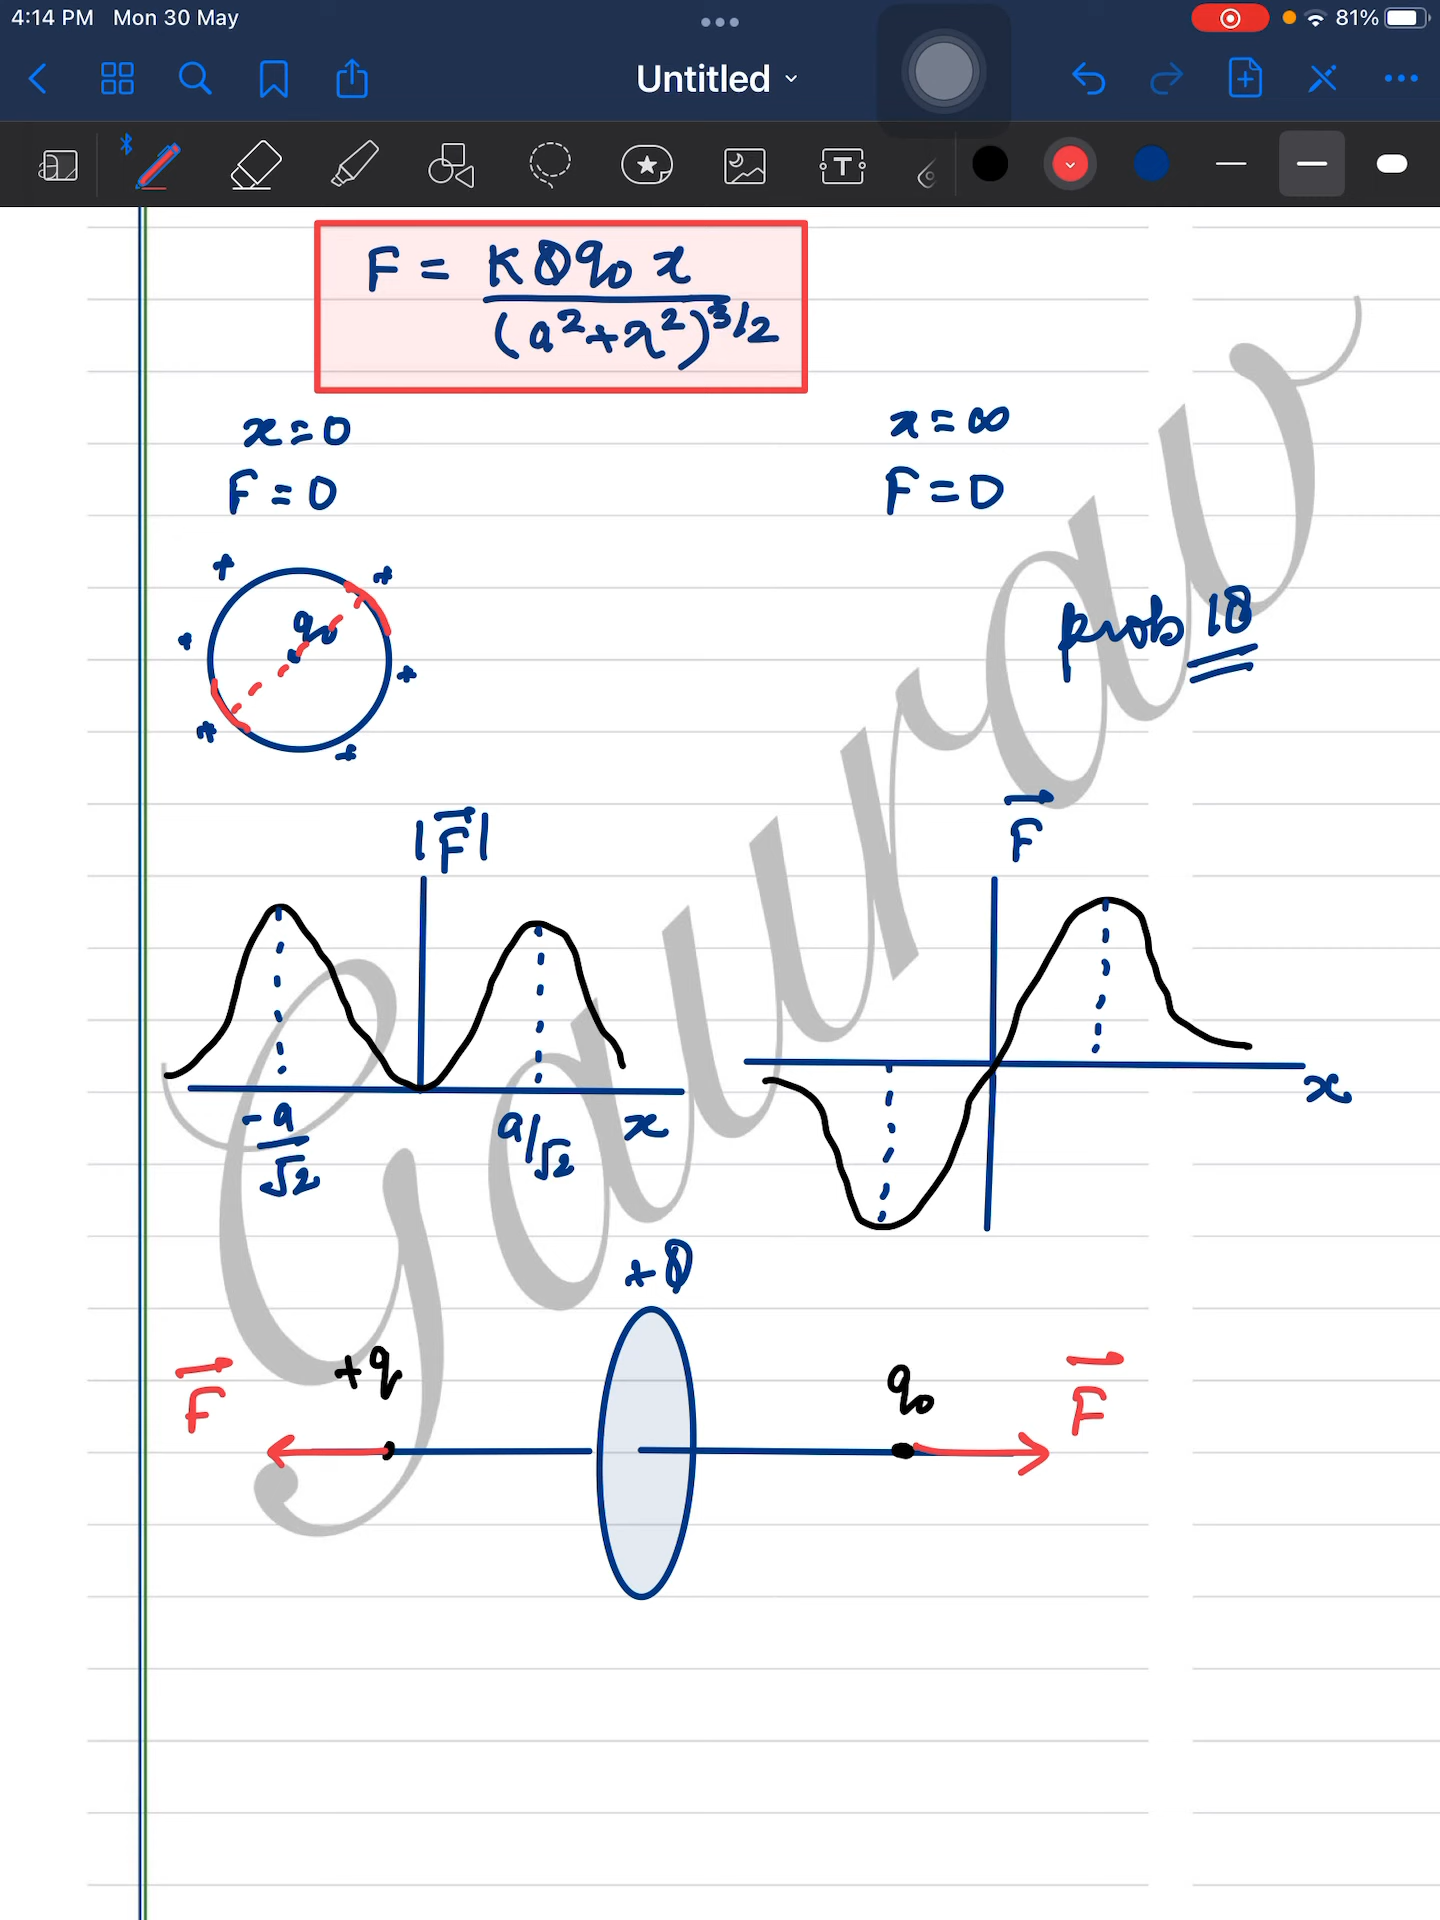 4:14 PM Mon 30 May
81%
Untitled
F = KQq₀ x
(a²+x²)^3/2
x = 0
F = 0
x = ∞
F = 0
q₀
prob 18
|F⃗|
F⃗
-a/√2
a/√2
x
x
+Q
F⃗
+q
q₀
F⃗
Gaurav